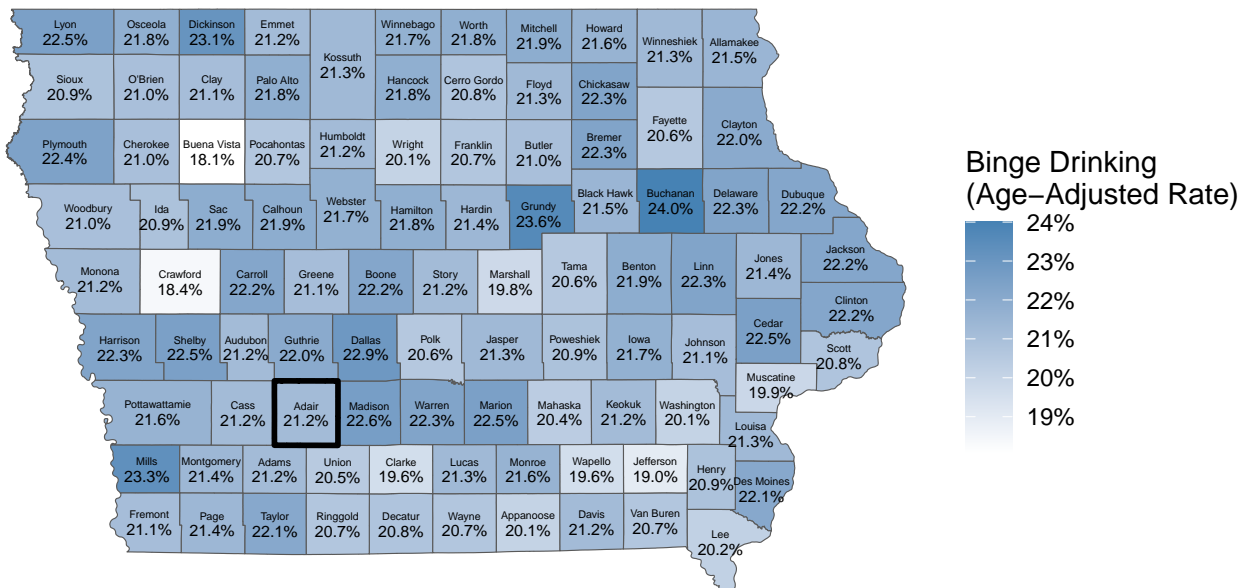 Lyon
22.5%
Osceola
21.8%
Dickinson
23.1%
Emmet
21.2%
Winnebago
21.7%
Worth
21.8%
Mitchell
21.9%
Howard
21.6%
Winneshiek
21.3%
Allamakee
21.5%
Kossuth
21.3%
Sioux
20.9%
O'Brien
21.0%
Clay
21.1%
Palo Alto
21.8%
Hancock
21.8%
Cerro Gordo
20.8%
Floyd
21.3%
Chickasaw
22.3%
Fayette
20.6%
Clayton
22.0%
Plymouth
22.4%
Cherokee
21.0%
Buena Vista
18.1%
Pocahontas
20.7%
Humboldt
21.2%
Wright
20.1%
Franklin
20.7%
Butler
21.0%
Bremer
22.3%
Woodbury
21.0%
Ida
20.9%
Sac
21.9%
Calhoun
21.9%
Webster
21.7%
Hamilton
21.8%
Hardin
21.4%
Grundy
23.6%
Black Hawk
21.5%
Buchanan
24.0%
Delaware
22.3%
Dubuque
22.2%
Monona
21.2%
Crawford
18.4%
Carroll
22.2%
Greene
21.1%
Boone
22.2%
Story
21.2%
Marshall
19.8%
Tama
20.6%
Benton
21.9%
Linn
22.3%
Jones
21.4%
Jackson
22.2%
Clinton
22.2%
Harrison
22.3%
Shelby
22.5%
Audubon
21.2%
Guthrie
22.0%
Dallas
22.9%
Polk
20.6%
Jasper
21.3%
Poweshiek
20.9%
Iowa
21.7%
Johnson
21.1%
Cedar
22.5%
Scott
20.8%
Muscatine
19.9%
Pottawattamie
21.6%
Cass
21.2%
Adair
21.2%
Madison
22.6%
Warren
22.3%
Marion
22.5%
Mahaska
20.4%
Keokuk
21.2%
Washington
20.1%
Louisa
21.3%
Mills
23.3%
Montgomery
21.4%
Adams
21.2%
Union
20.5%
Clarke
19.6%
Lucas
21.3%
Monroe
21.6%
Wapello
19.6%
Jefferson
19.0%
Henry
20.9%
Des Moines
22.1%
Fremont
21.1%
Page
21.4%
Taylor
22.1%
Ringgold
20.7%
Decatur
20.8%
Wayne
20.7%
Appanoose
20.1%
Davis
21.2%
Van Buren
20.7%
Lee
20.2%
Binge Drinking
(Age−Adjusted Rate)
24%
23%
22%
21%
20%
19%